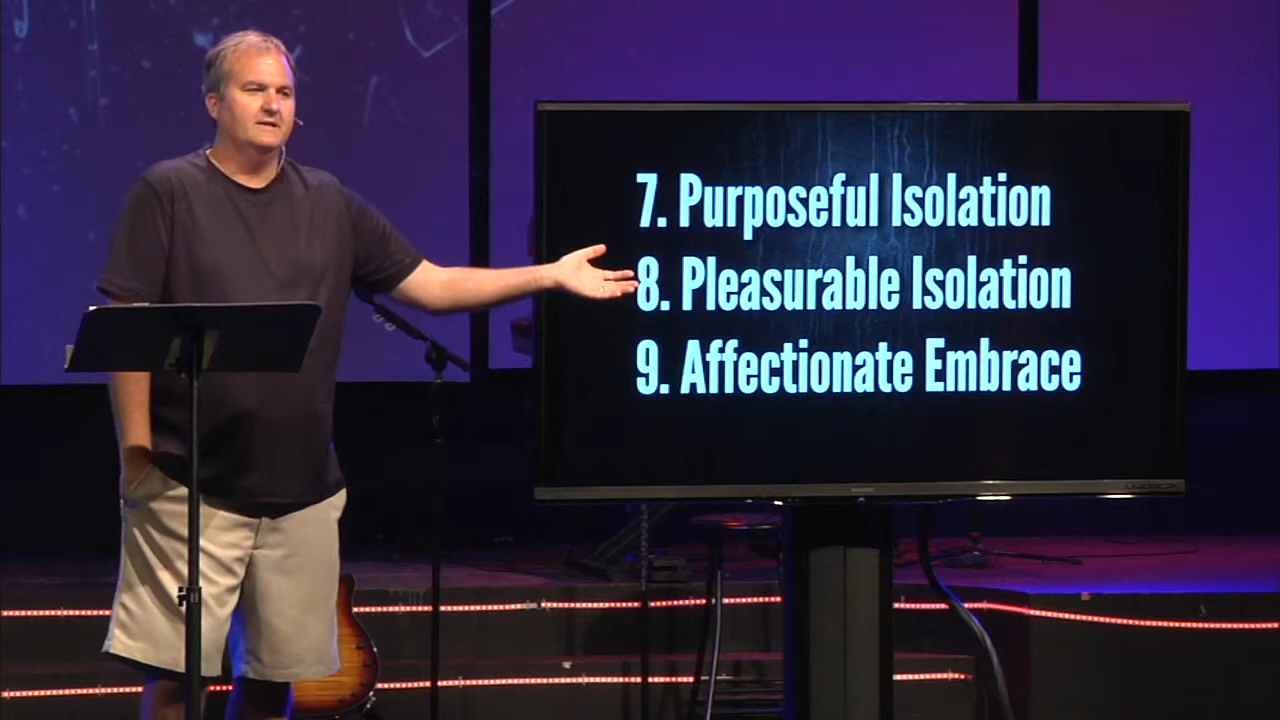 7. Purposeful Isolation
8. Pleasurable Isolation
9. Affectionate Embrace